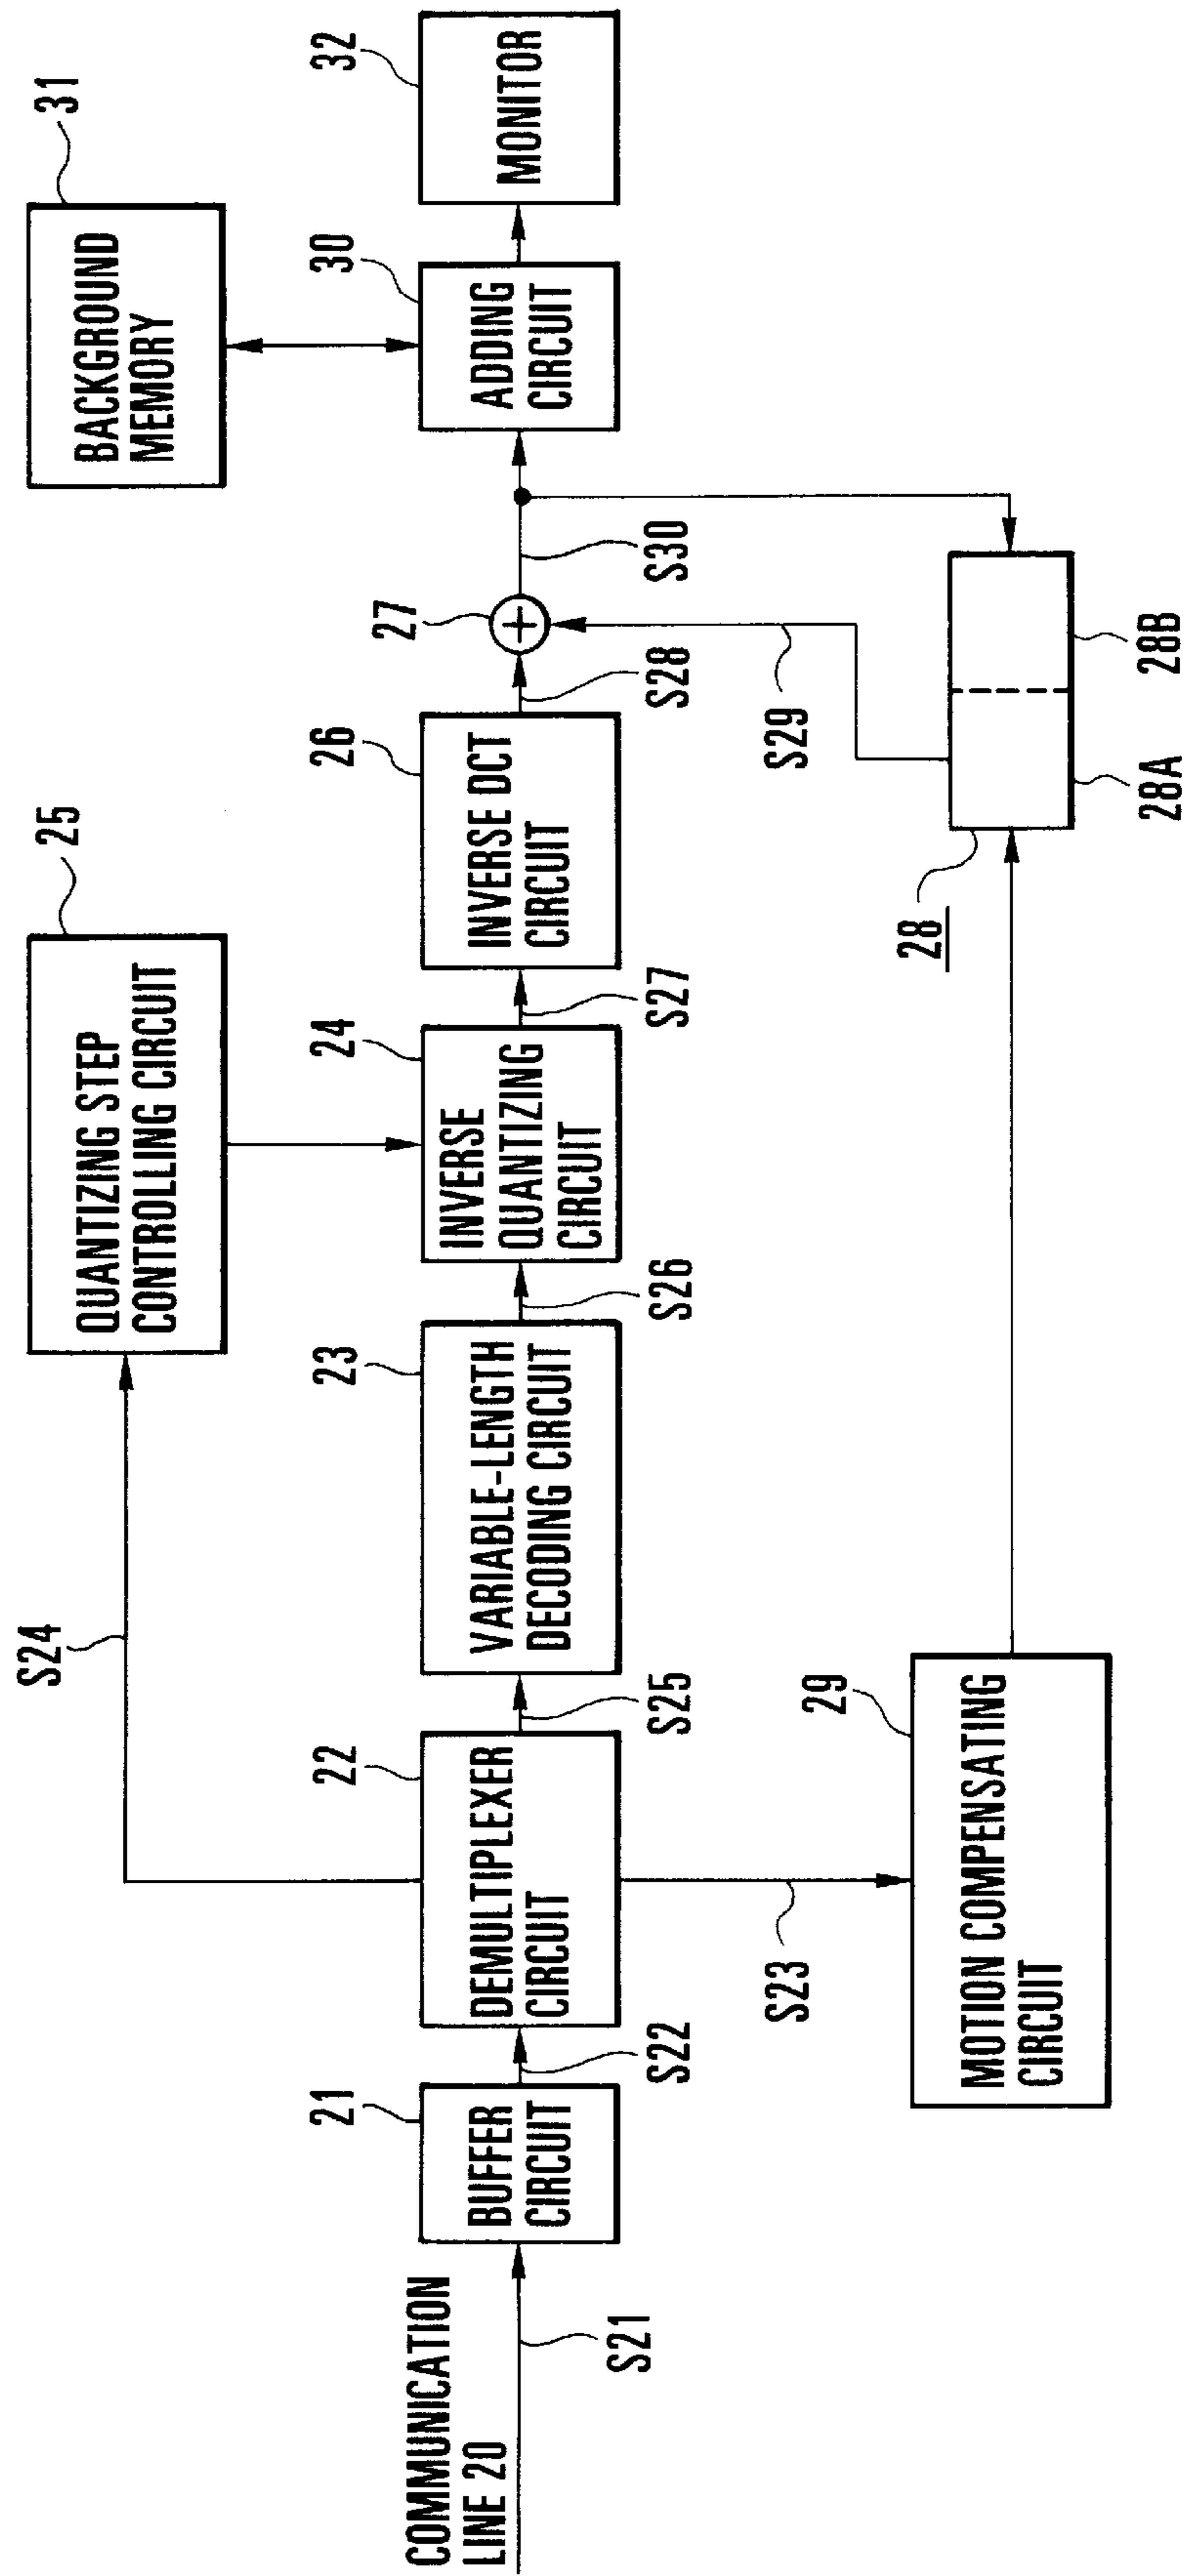 25
31
S24
QUANTIZING STEP
CONTROLLING CIRCUIT
BACKGROUND
MEMORY
COMMUNICATION
LINE 20
S21
21
BUFFER
CIRCUIT
S22
22
DEMULTIPLEXER
CIRCUIT
S25
23
VARIABLE-LENGTH
DECODING CIRCUIT
S26
24
INVERSE
QUANTIZING
CIRCUIT
S27
26
INVERSE DCT
CIRCUIT
S28
27
+
S30
30
ADDING
CIRCUIT
32
MONITOR
S23
S29
29
MOTION COMPENSATING
CIRCUIT
28
28A
28B